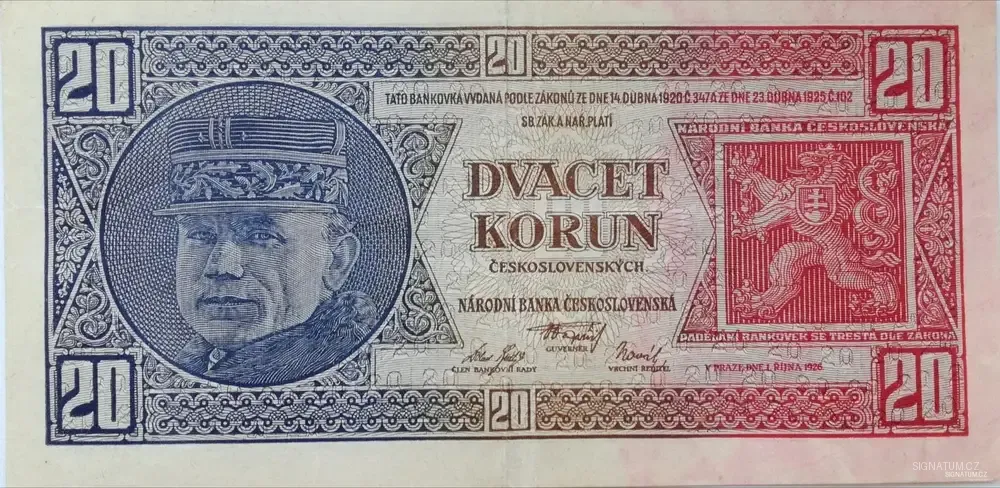 20 20 20
TATO BANKOVKA VYDANÁ PODLE ZÁKONŮ ZE DNE 14. DUBNA 1920 Č. 347 A ZE DNE 23. DUBNA 1925 Č. 102
SB. ZÁK. A NAŘ. PLATÍ
NÁRODNÍ BANKA ČESKOSLOVENSKÁ
DVACET
KORUN
ČESKOSLOVENSKÝCH.
NÁRODNÍ BANKA ČESKOSLOVENSKÁ
GUVERNÉR
ČLEN BANKOVNÍ RADY
VRCHNÍ ŘEDITEL
PADĚLÁNÍ BANKOVEK SE TRESTÁ DLE ZÁKONA
V PRAZE DNE 1. ŘÍJNA 1926
20 20 20
SIGNATUM.CZ
SIGNATUM.CZ